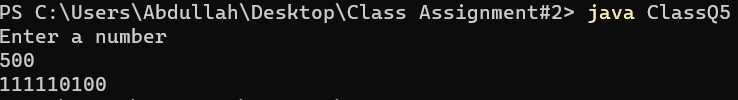 PS C:\Users\Abdullah\Desktop\Class Assignment#2> java ClassQ5
Enter a number
500
111110100